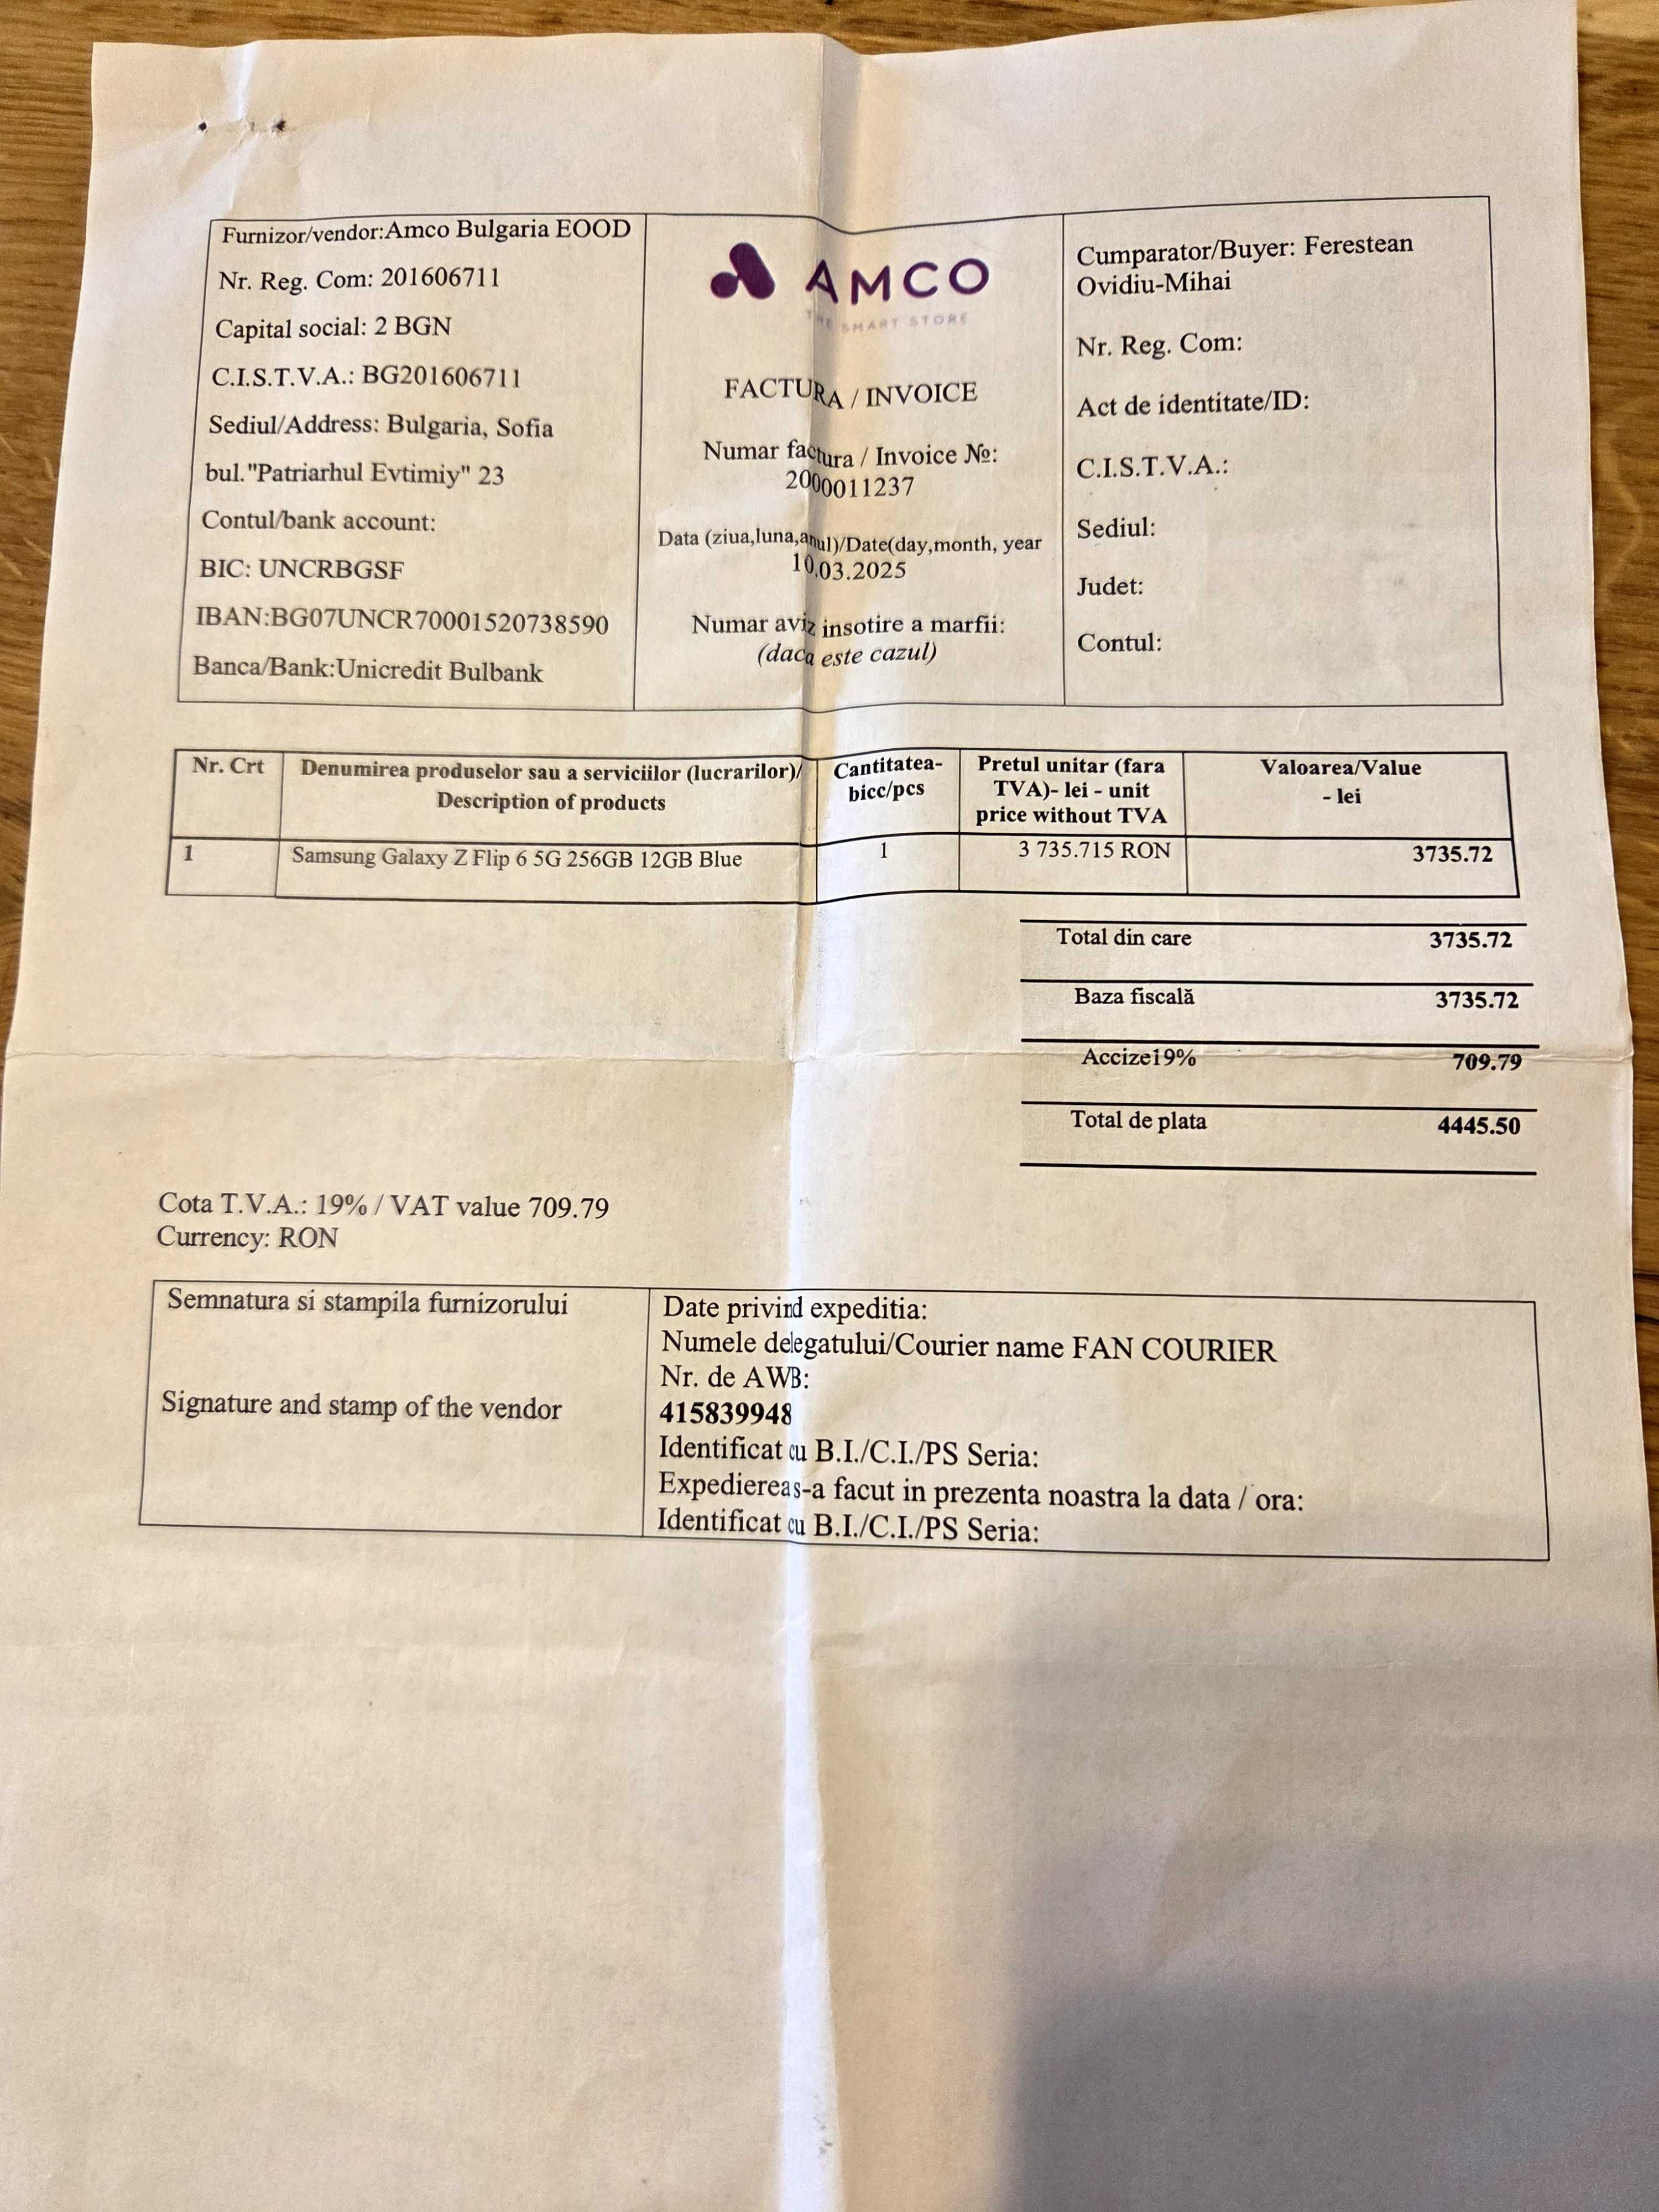 Furnizor/vendor:Amco Bulgaria EOOD
Nr. Reg. Com: 201606711
Capital social: 2 BGN
C.I.S.T.V.A.: BG201606711
Sediul/Address: Bulgaria, Sofia
bul."Patriarhul Evtimiy" 23
Contul/bank account:
BIC: UNCRBGSF
IBAN:BG07UNCR70001520738590
Banca/Bank:Unicredit Bulbank
AMCO
THE SMART STORE
FACTURA / INVOICE
Numar factura / Invoice №:
2000011237
Data (ziua,luna,anul)/Date(day,month, year
10.03.2025
Numar aviz insotire a marfii:
(daca este cazul)
Cumparator/Buyer: Ferestean
Ovidiu-Mihai
Nr. Reg. Com:
Act de identitate/ID:
C.I.S.T.V.A.:
Sediul:
Judet:
Contul:
Nr. Crt
Denumirea produselor sau a serviciilor (lucrarilor)/
Description of products
Cantitatea-
bicc/pcs
Pretul unitar (fara
TVA)- lei - unit
price without TVA
Valoarea/Value
- lei
1 Samsung Galaxy Z Flip 6 5G 256GB 12GB Blue 1 3 735.715 RON 3735.72
Total din care 3735.72
Baza fiscală 3735.72
Accize19% 709.79
Total de plata 4445.50
Cota T.V.A.: 19% / VAT value 709.79
Currency: RON
Semnatura si stampila furnizorului
Signature and stamp of the vendor
Date privind expeditia:
Numele delegatului/Courier name FAN COURIER
Nr. de AWB:
415839948
Identificat cu B.I./C.I./PS Seria:
Expediereas-a facut in prezenta noastra la data / ora:
Identificat cu B.I./C.I./PS Seria: